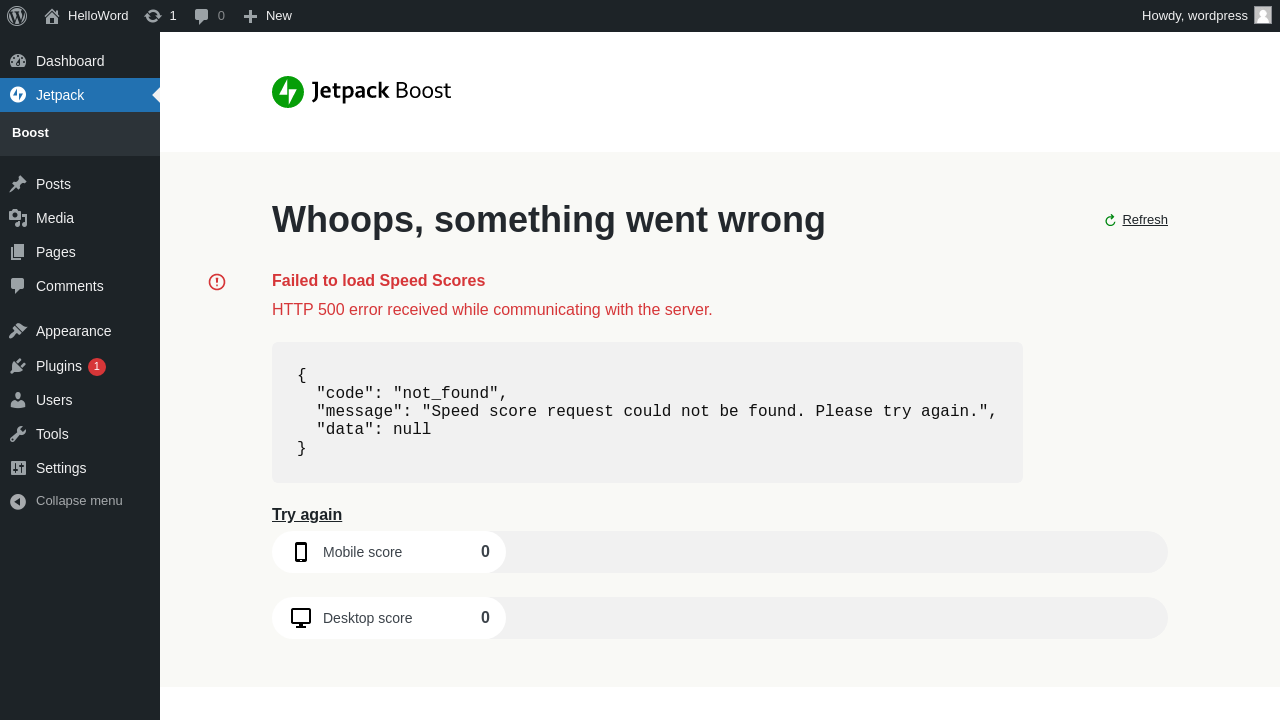 HelloWord 1 0 New Howdy, wordpress
Dashboard
Jetpack
Boost
Posts
Media
Pages
Comments
Appearance
Plugins 1
Users
Tools
Settings
Collapse menu
Jetpack Boost
Whoops, something went wrong
Refresh
Failed to load Speed Scores
HTTP 500 error received while communicating with the server.
{
  "code": "not_found",
  "message": "Speed score request could not be found. Please try again.",
  "data": null
}
Try again
Mobile score 0
Desktop score 0